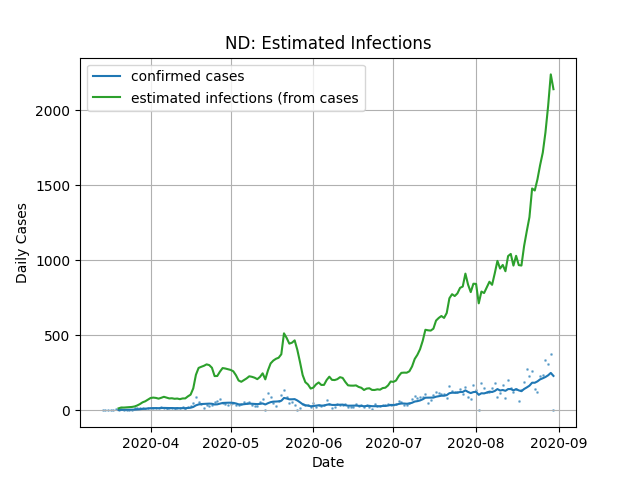 ND: Estimated Infections
confirmed cases
estimated infections (from cases
Daily Cases
2000
1500
1000
500
0
2020-04 2020-05 2020-06 2020-07 2020-08 2020-09
Date